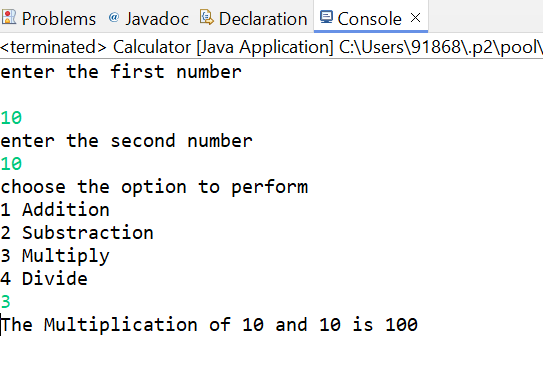 Problems @ Javadoc Declaration Console ×
<terminated> Calculator [Java Application] C:\Users\91868\.p2\pool\
enter the first number
10
enter the second number
10
choose the option to perform
1 Addition
2 Substraction
3 Multiply
4 Divide
3
The Multiplication of 10 and 10 is 100